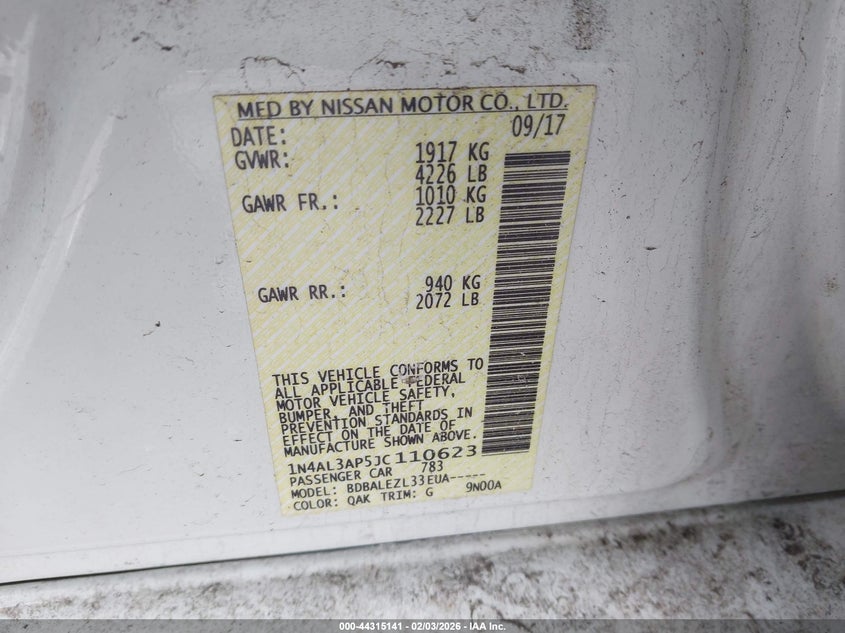 MFD BY NISSAN MOTOR CO., LTD.
DATE: 09/17
GVWR: 1917 KG
4226 LB
GAWR FR.: 1010 KG
2227 LB
GAWR RR.: 940 KG
2072 LB
THIS VEHICLE CONFORMS TO
ALL APPLICABLE FEDERAL
MOTOR VEHICLE SAFETY,
BUMPER, AND THEFT
PREVENTION STANDARDS IN
EFFECT ON THE DATE OF
MANUFACTURE SHOWN ABOVE.
1N4AL3AP5JC110623
PASSENGER CAR 783
MODEL: BDBALEZL33EUA-----
COLOR: QAK TRIM: G 9N00A
000-44315141 - 02/03/2026 - IAA Inc.